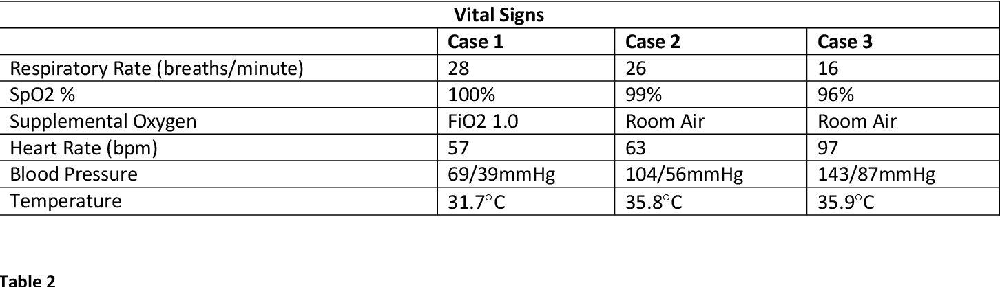 Vital Signs
Case 1 Case 2 Case 3
Respiratory Rate (breaths/minute) 28 26 16
SpO2 % 100% 99% 96%
Supplemental Oxygen FiO2 1.0 Room Air Room Air
Heart Rate (bpm) 57 63 97
Blood Pressure 69/39mmHg 104/56mmHg 143/87mmHg
Temperature 31.7°C 35.8°C 35.9°C
Table 2